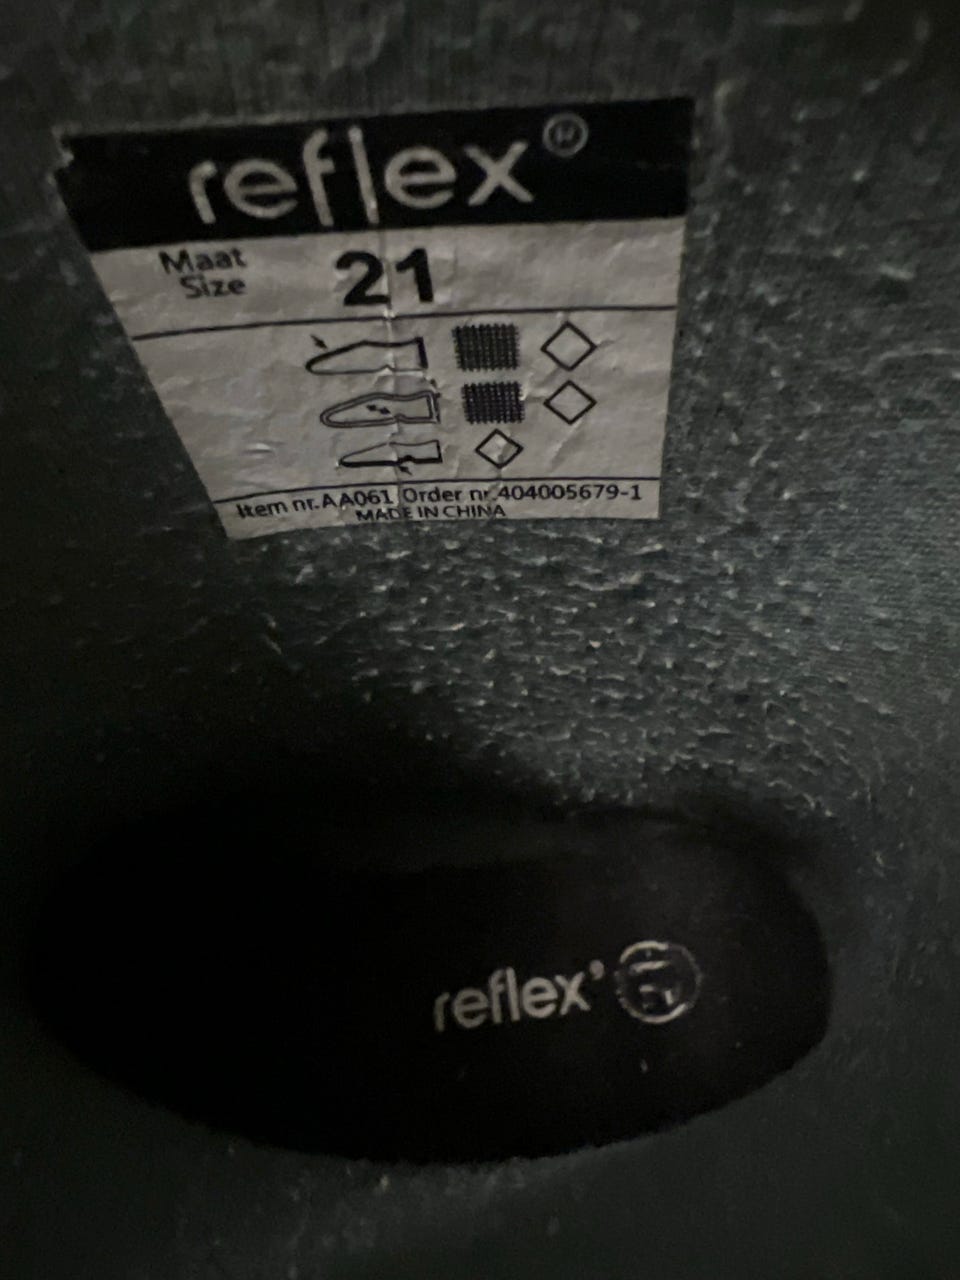 reflex®
Maat
Size
21
Item nr.AA061 Order nr.404005679-1
MADE IN CHINA
reflex’